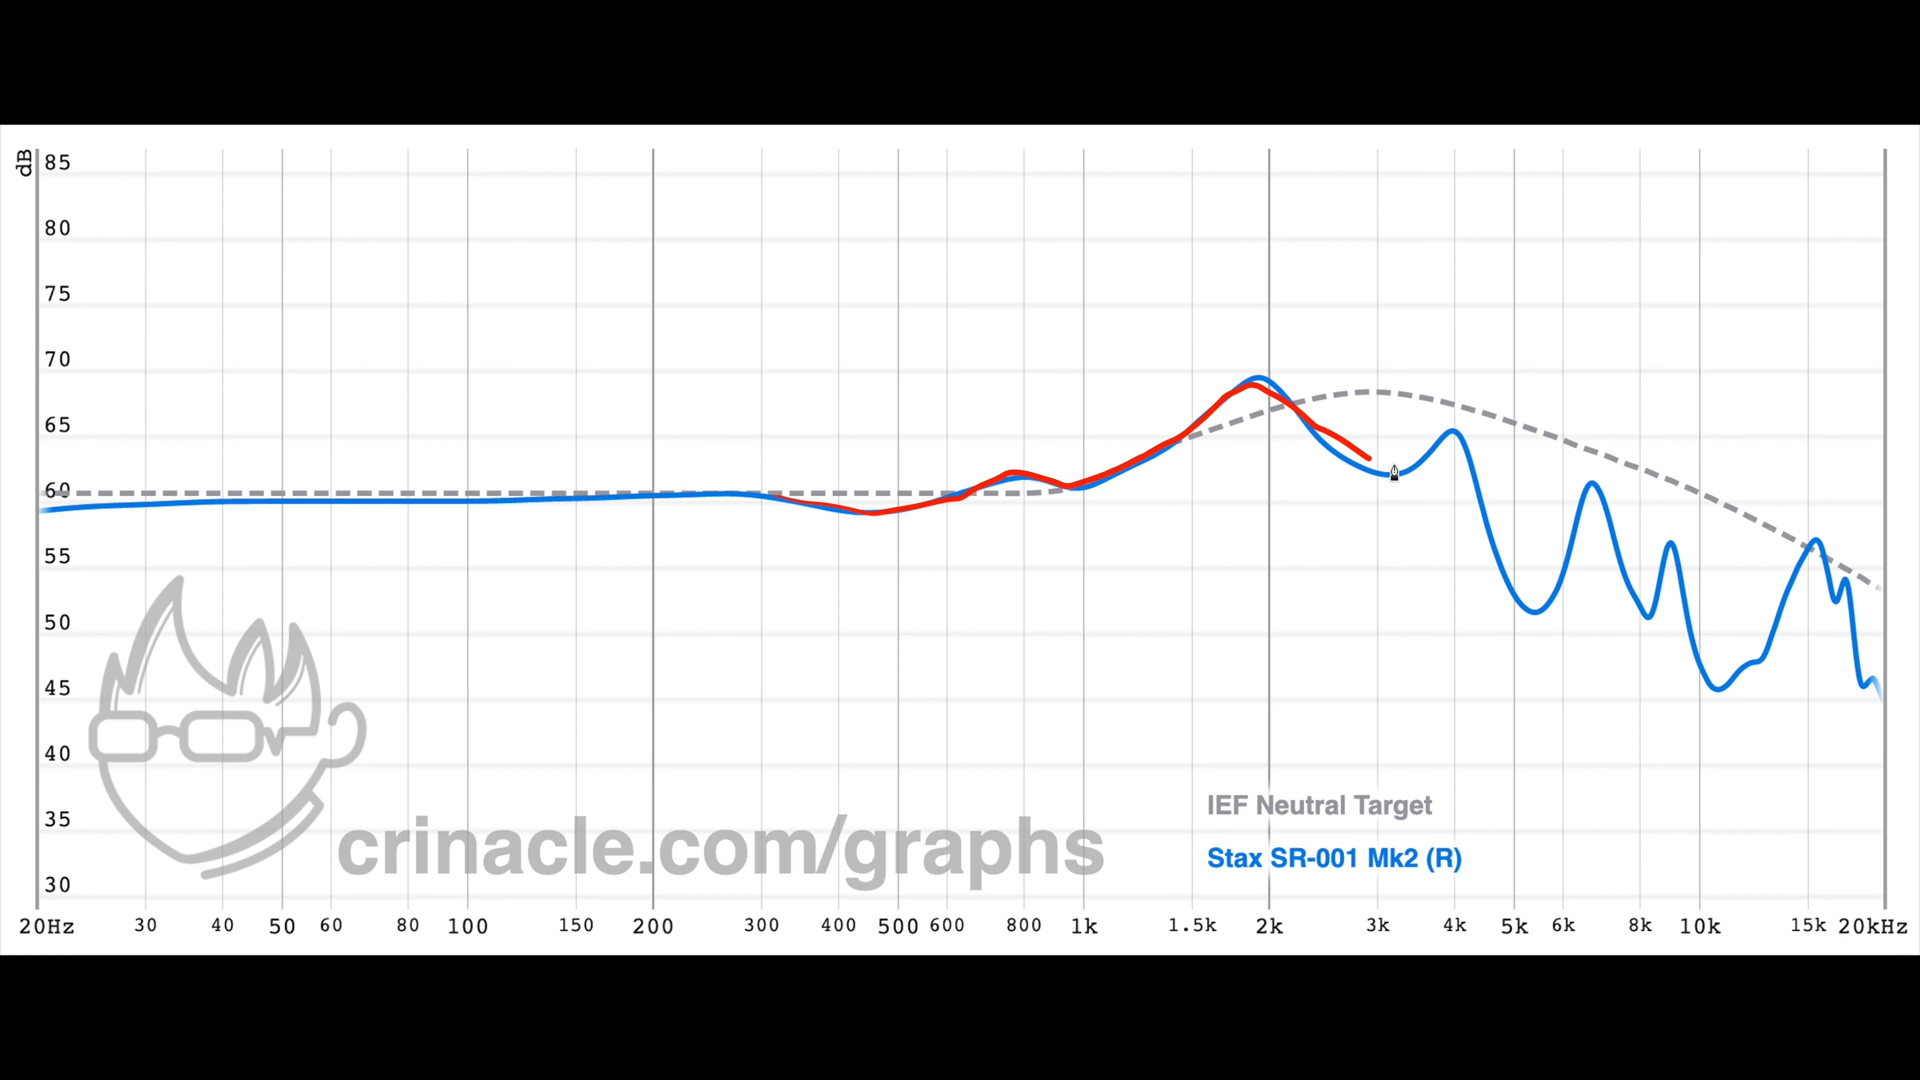 dB
85
80
75
70
65
60
55
50
45
40
35
30
IEF Neutral Target
crinacle.com/graphs
Stax SR-001 Mk2 (R)
20Hz 30 40 50 60 80 100 150 200 300 400 500 600 800 1k 1.5k 2k 3k 4k 5k 6k 8k 10k 15k 20kHz